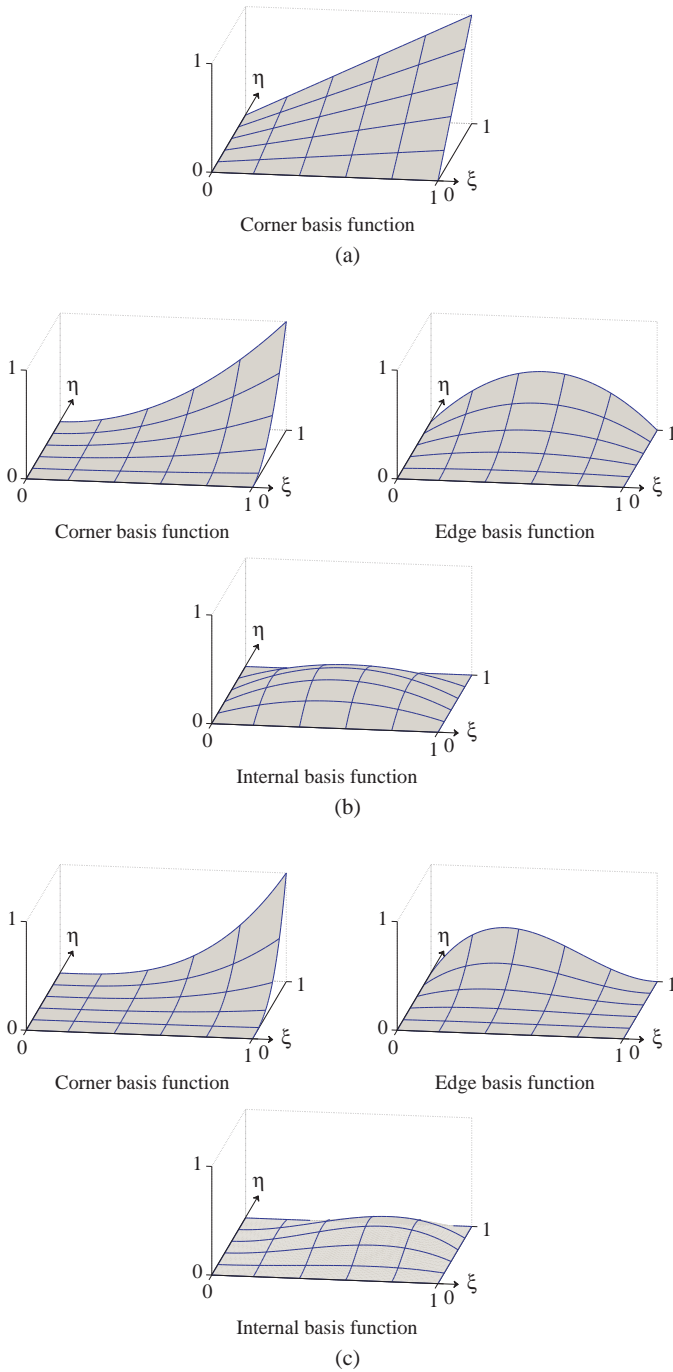 1
η
0
0
1
1 0 ξ
Corner basis function
(a)
1
η
0
0
1
1 0 ξ
Corner basis function
1
η
0
0
1
1 0 ξ
Edge basis function
1
η
0
0
1
1 0 ξ
Internal basis function
(b)
1
η
0
0
1
1 0 ξ
Corner basis function
1
η
0
0
1
1 0 ξ
Edge basis function
1
η
0
0
1
1 0 ξ
Internal basis function
(c)